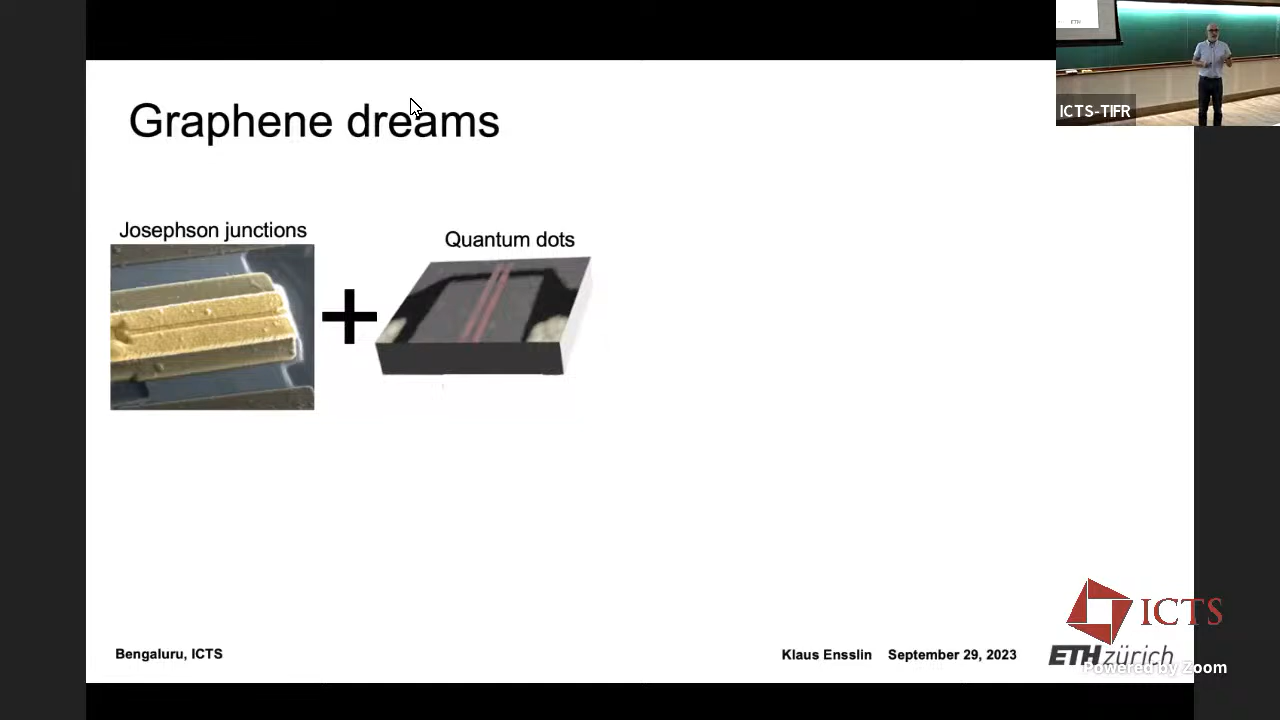 Graphene dreams
Josephson junctions
Quantum dots
Bengaluru, ICTS
Klaus Ensslin September 29, 2023
ETH zürich
ICTS
Powered by Zoom
ICTS-TIFR
ETH